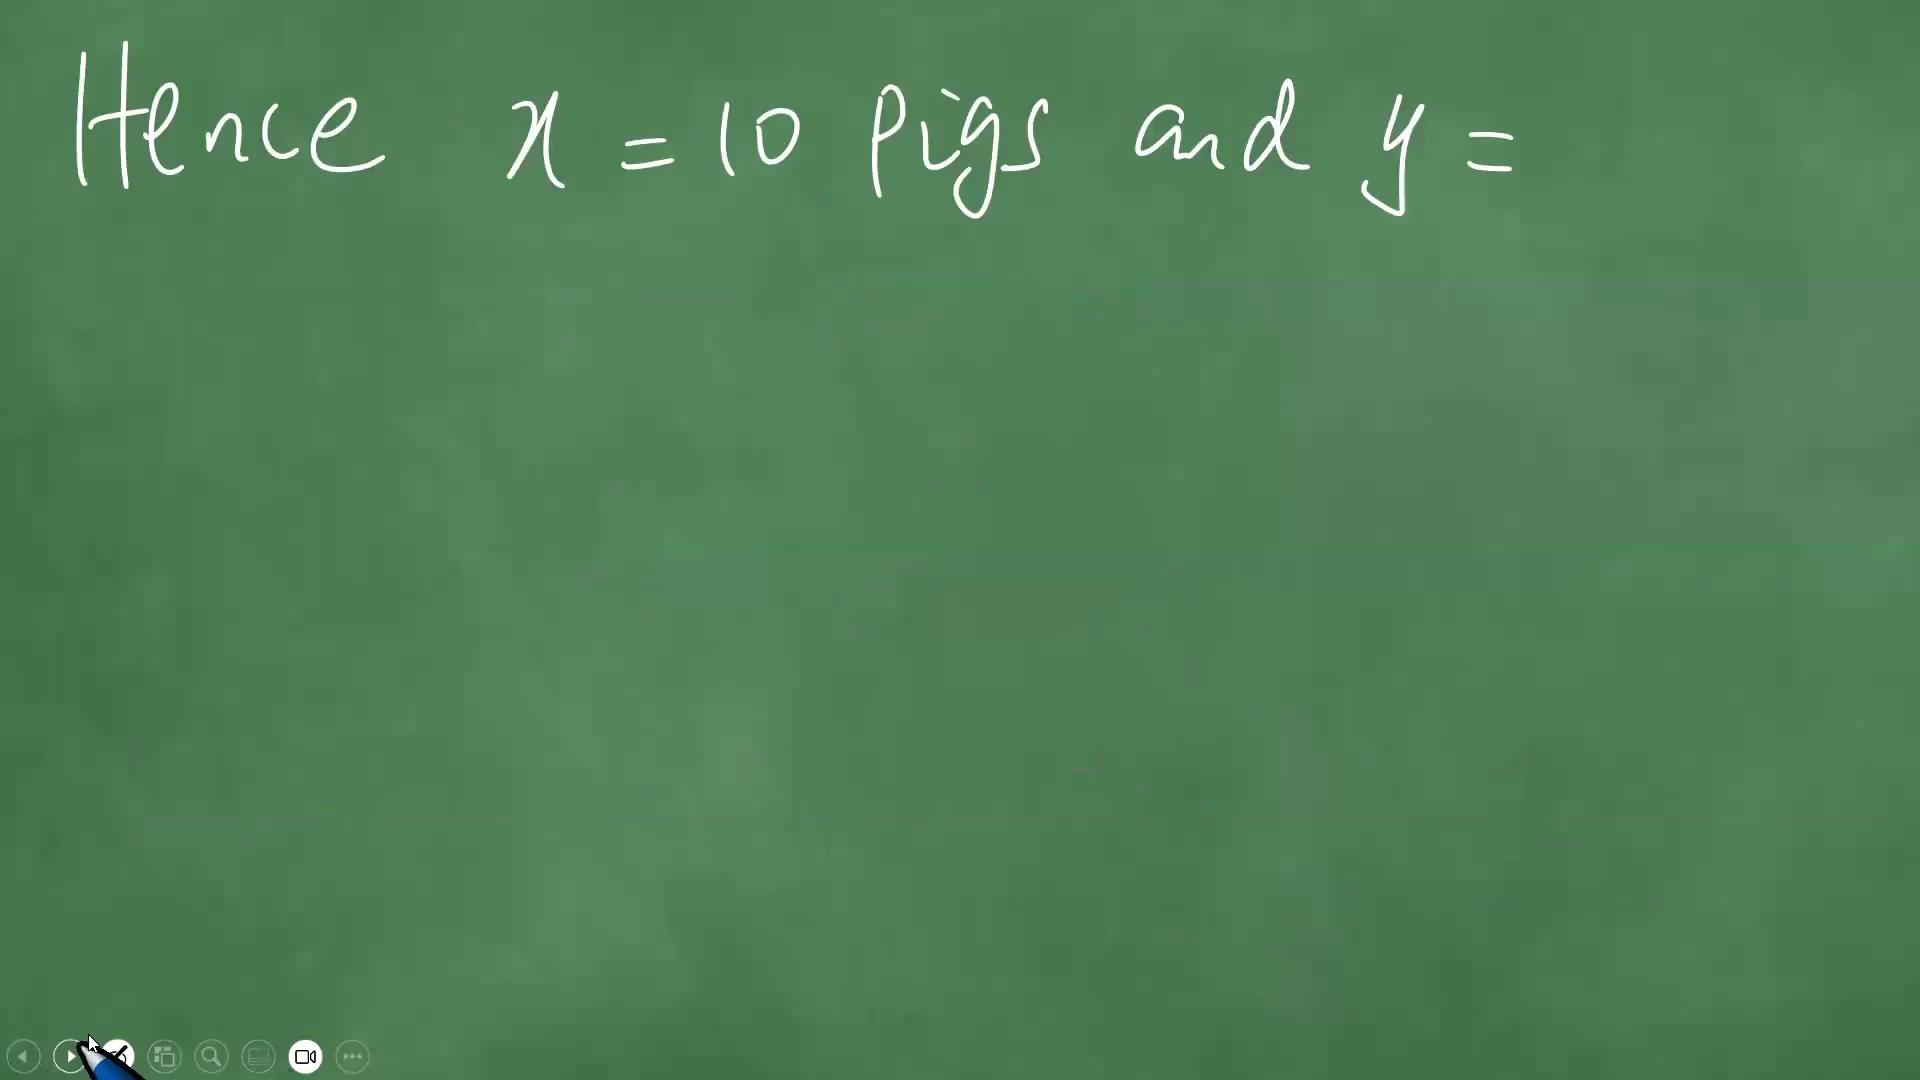 Hence x = 10 pigs and y =